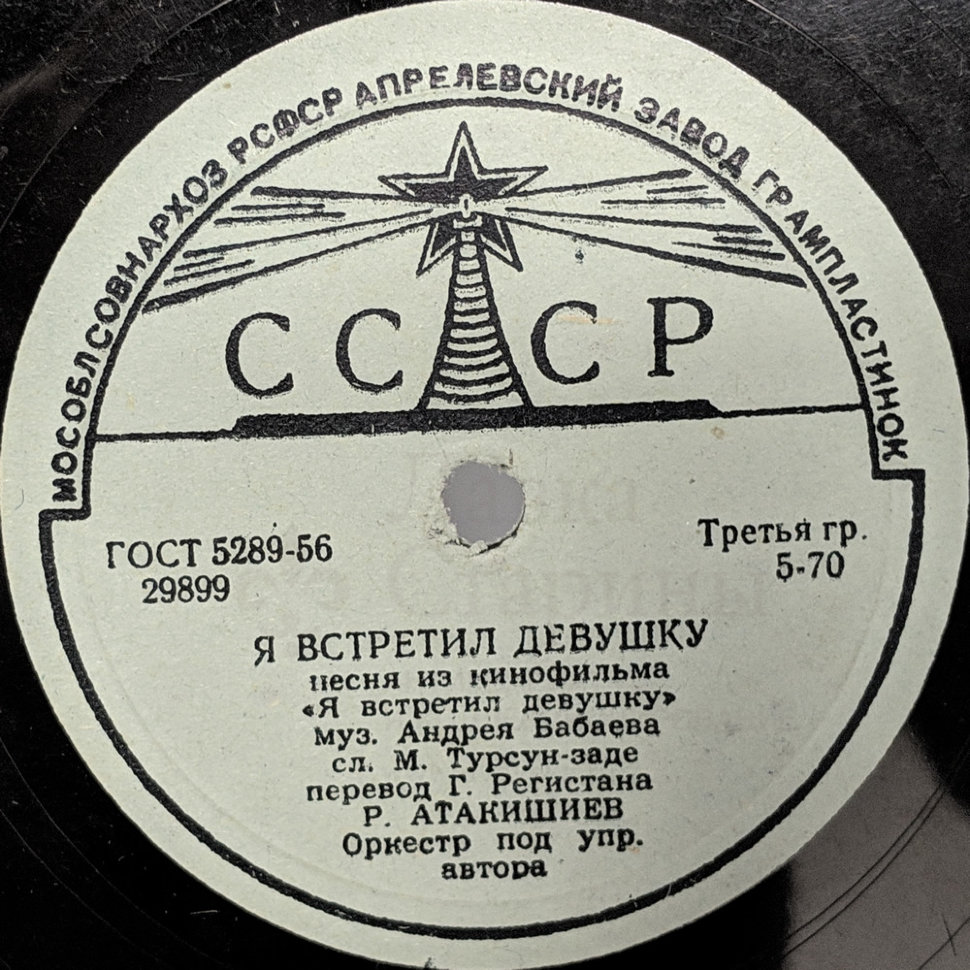 МОСОБЛСОВНАРХОЗ РСФСР АПРЕЛЕВСКИЙ ЗАВОД ГРАМПЛАСТИНОК
СССР
ГОСТ 5289-56
29899
Третья гр.
5-70
Я ВСТРЕТИЛ ДЕВУШКУ
песня из кинофильма
«Я встретил девушку»
муз. Андрея Бабаева
сл. М. Турсун-заде
перевод Г. Регистана
Р. АТАКИШИЕВ
Оркестр под упр.
автора